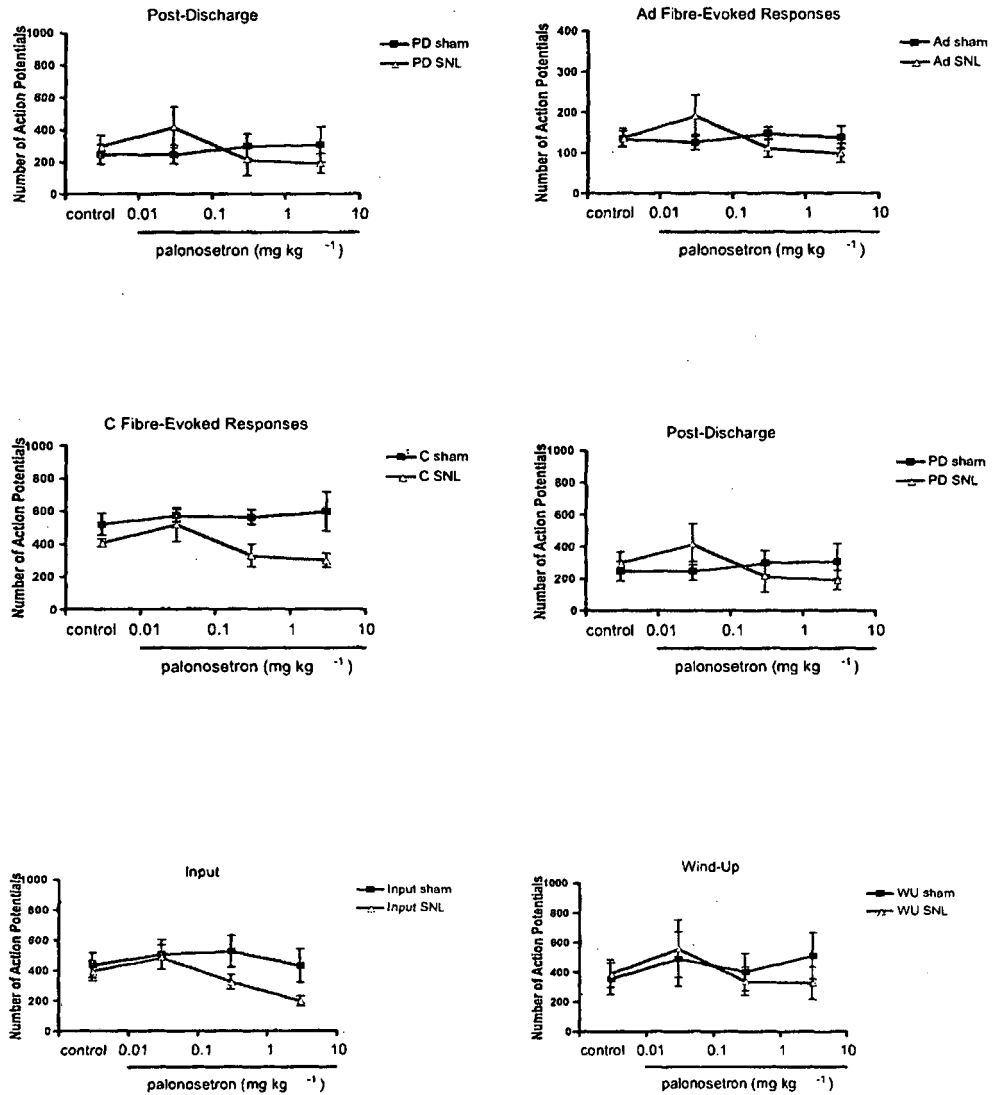 Post-Discharge
Number of Action Potentials
1000
800
600
400
200
0
PD sham
PD SNL
control 0.01 0.1 1 10
palonosetron (mg kg -1)
Ad Fibre-Evoked Responses
Number of Action Potentials
400
300
200
100
0
Ad sham
Ad SNL
control 0.01 0.1 1 10
palonosetron (mg kg -1)
C Fibre-Evoked Responses
Number of Action Potentials
1000
800
600
400
200
0
C sham
C SNL
control 0.01 0.1 1 10
palonosetron (mg kg -1)
Post-Discharge
Number of Action Potentials
1000
800
600
400
200
0
PD sham
PD SNL
control 0.01 0.1 1 10
palonosetron (mg kg -1)
Input
Number of Action Potentials
1000
800
600
400
200
0
Input sham
Input SNL
control 0.01 0.1 1 10
palonosetron (mg kg -1)
Wind-Up
Number of Action Potentials
1000
800
600
400
200
0
WU sham
WU SNL
control 0.01 0.1 1 10
palonosetron (mg kg -1)